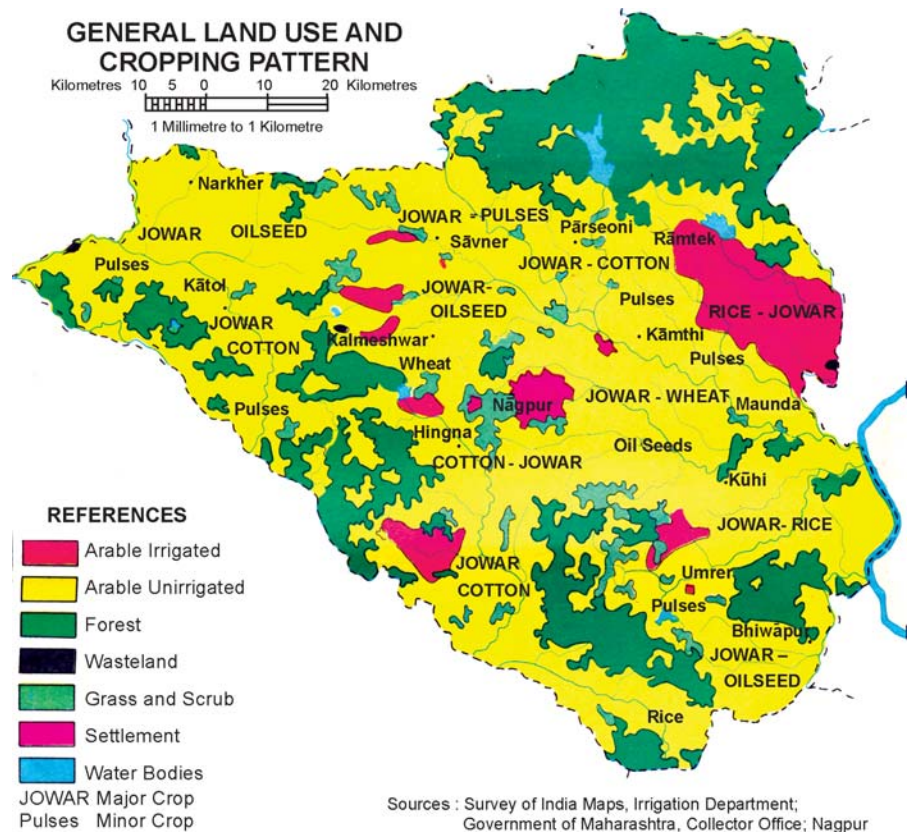 GENERAL LAND USE AND
CROPPING PATTERN
Kilometres 10 5 0 20 Kilometres
1 Millimetre to 1 Kilometre
Narkher
JOWAR - PULSES
JOWAR OILSEED
Sāvner
Pārseoni
Rāmtek
Pulses
JOWAR - COTTON
Kātol
JOWAR-
OILSEED
Pulses
RICE - JOWAR
JOWAR
COTTON
Kalmeshwar
Kāmthi
Wheat
Pulses
Pulses
Nāgpur
JOWAR - WHEAT
Maunda
Hingna
Oil Seeds
COTTON - JOWAR
Kūhi
JOWAR- RICE
JOWAR
COTTON
Umrer
Pulses
Bhiwāpur
JOWAR –
OILSEED
Rice
REFERENCES
Arable Irrigated
Arable Unirrigated
Forest
Wasteland
Grass and Scrub
Settlement
Water Bodies
JOWAR Major Crop
Pulses Minor Crop
Sources : Survey of India Maps, Irrigation Department;
Government of Maharashtra, Collector Office; Nagpur